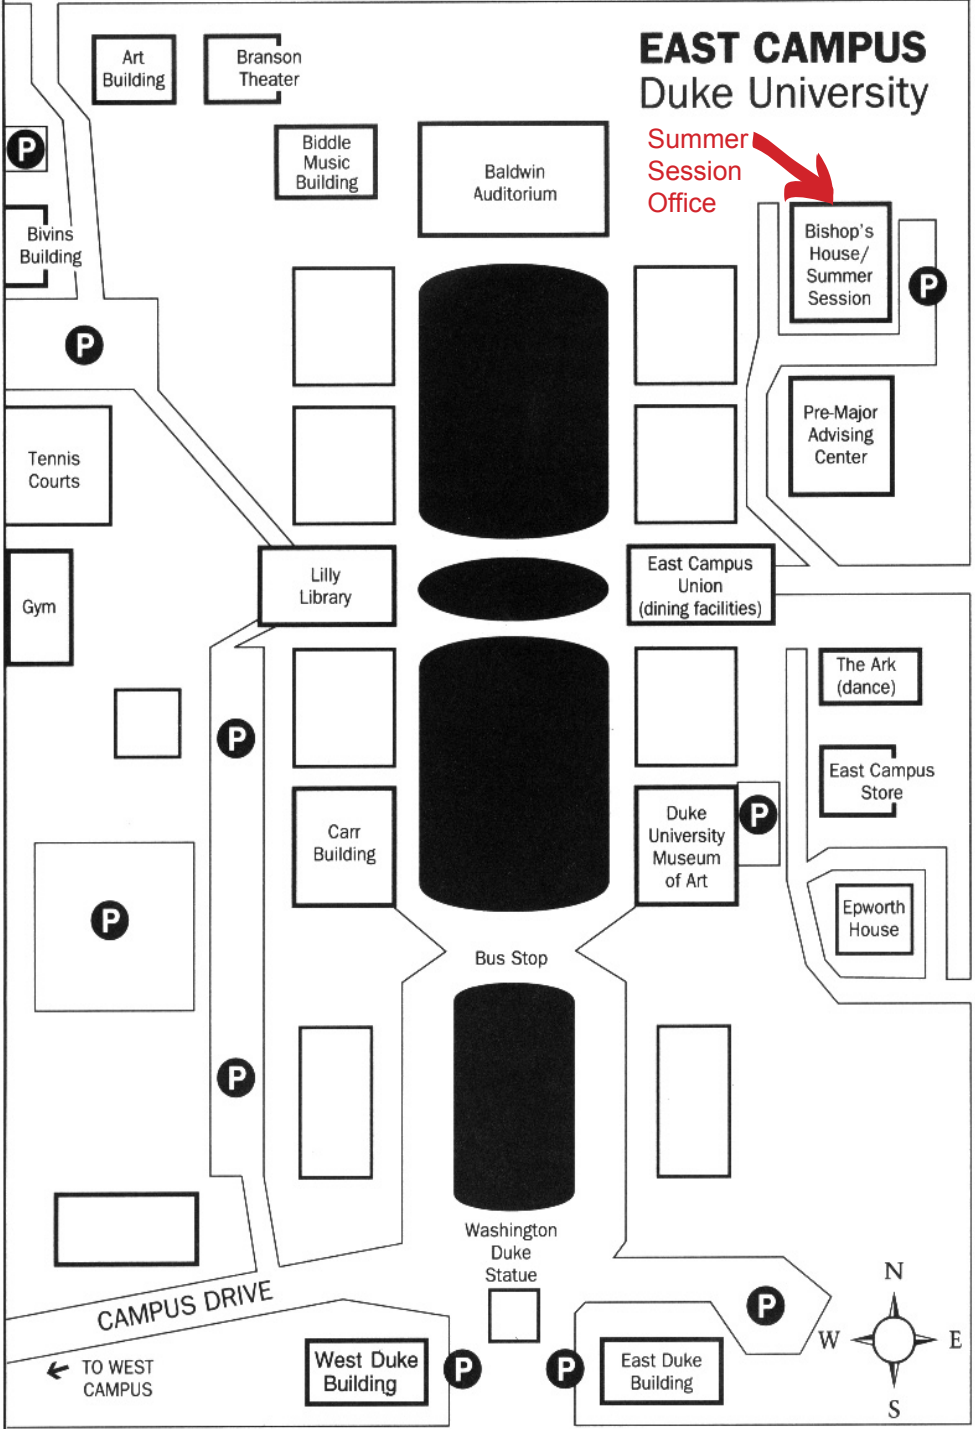 EAST CAMPUS
Duke University
Summer
Session
Office
Art
Building
Branson
Theater
P
Biddle
Music
Building
Baldwin
Auditorium
Bivins
Building
Bishop's
House/
Summer
Session
P
P
Tennis
Courts
Pre-Major
Advising
Center
Gym
Lilly
Library
East Campus
Union
(dining facilities)
The Ark
(dance)
P
East Campus
Store
Carr
Building
Duke
University
Museum
of Art
P
P
Epworth
House
Bus Stop
P
Washington
Duke
Statue
CAMPUS DRIVE
P
N
W
E
S
TO WEST
CAMPUS
West Duke
Building
P
P
East Duke
Building